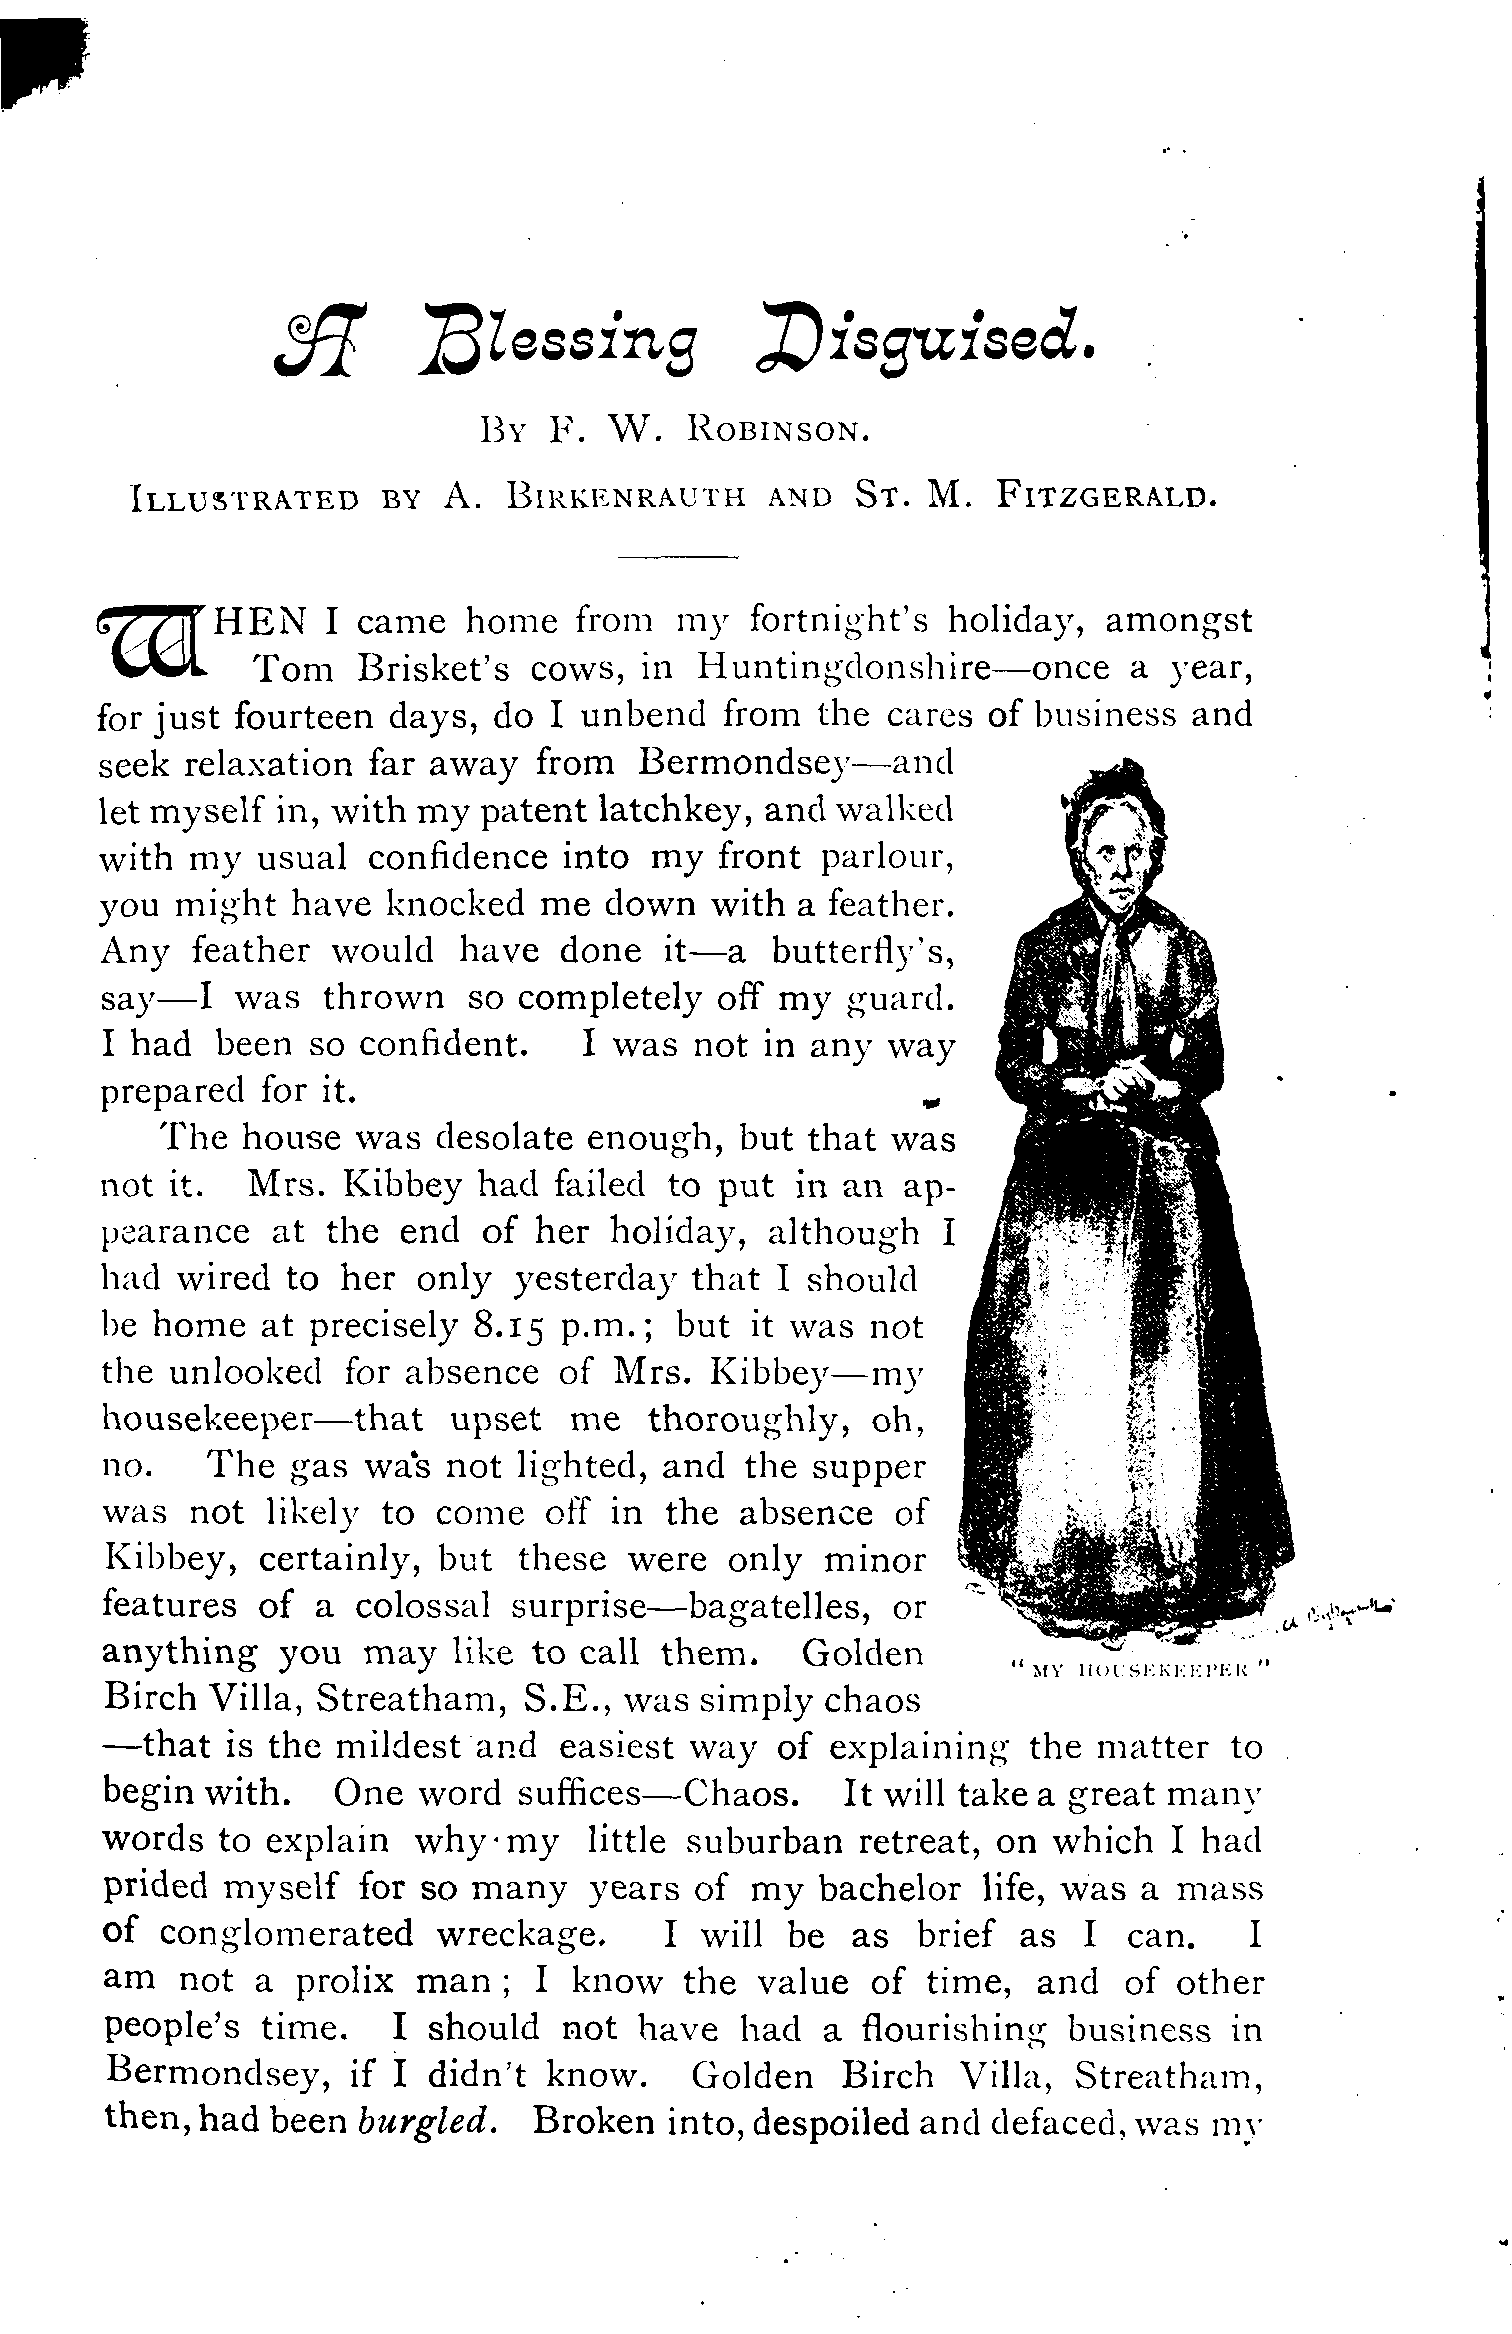 A Blessing Disguised.
By F. W. Robinson.
Illustrated by A. Birkenrauth and St. M. Fitzgerald.
WHEN I came home from my fortnight's holiday, amongst
Tom Brisket's cows, in Huntingdonshire—once a year,
for just fourteen days, do I unbend from the cares of business and
seek relaxation far away from Bermondsey—and
let myself in, with my patent latchkey, and walked
with my usual confidence into my front parlour,
you might have knocked me down with a feather.
Any feather would have done it—a butterfly's,
say—I was thrown so completely off my guard.
I had been so confident. I was not in any way
prepared for it.
The house was desolate enough, but that was
not it. Mrs. Kibbey had failed to put in an ap-
pearance at the end of her holiday, although I
had wired to her only yesterday that I should
be home at precisely 8.15 p.m.; but it was not
the unlooked for absence of Mrs. Kibbey—my
housekeeper—that upset me thoroughly, oh,
no. The gas was not lighted, and the supper
was not likely to come off in the absence of
Kibbey, certainly, but these were only minor
features of a colossal surprise—bagatelles, or
anything you may like to call them. Golden
Birch Villa, Streatham, S.E., was simply chaos
—that is the mildest and easiest way of explaining the matter to
begin with. One word suffices—Chaos. It will take a great many
words to explain why my little suburban retreat, on which I had
prided myself for so many years of my bachelor life, was a mass
of conglomerated wreckage. I will be as brief as I can. I
am not a prolix man; I know the value of time, and of other
people's time. I should not have had a flourishing business in
Bermondsey, if I didn't know. Golden Birch Villa, Streatham,
then, had been burgled. Broken into, despoiled and defaced, was my
"MY HOUSEKEEPER"